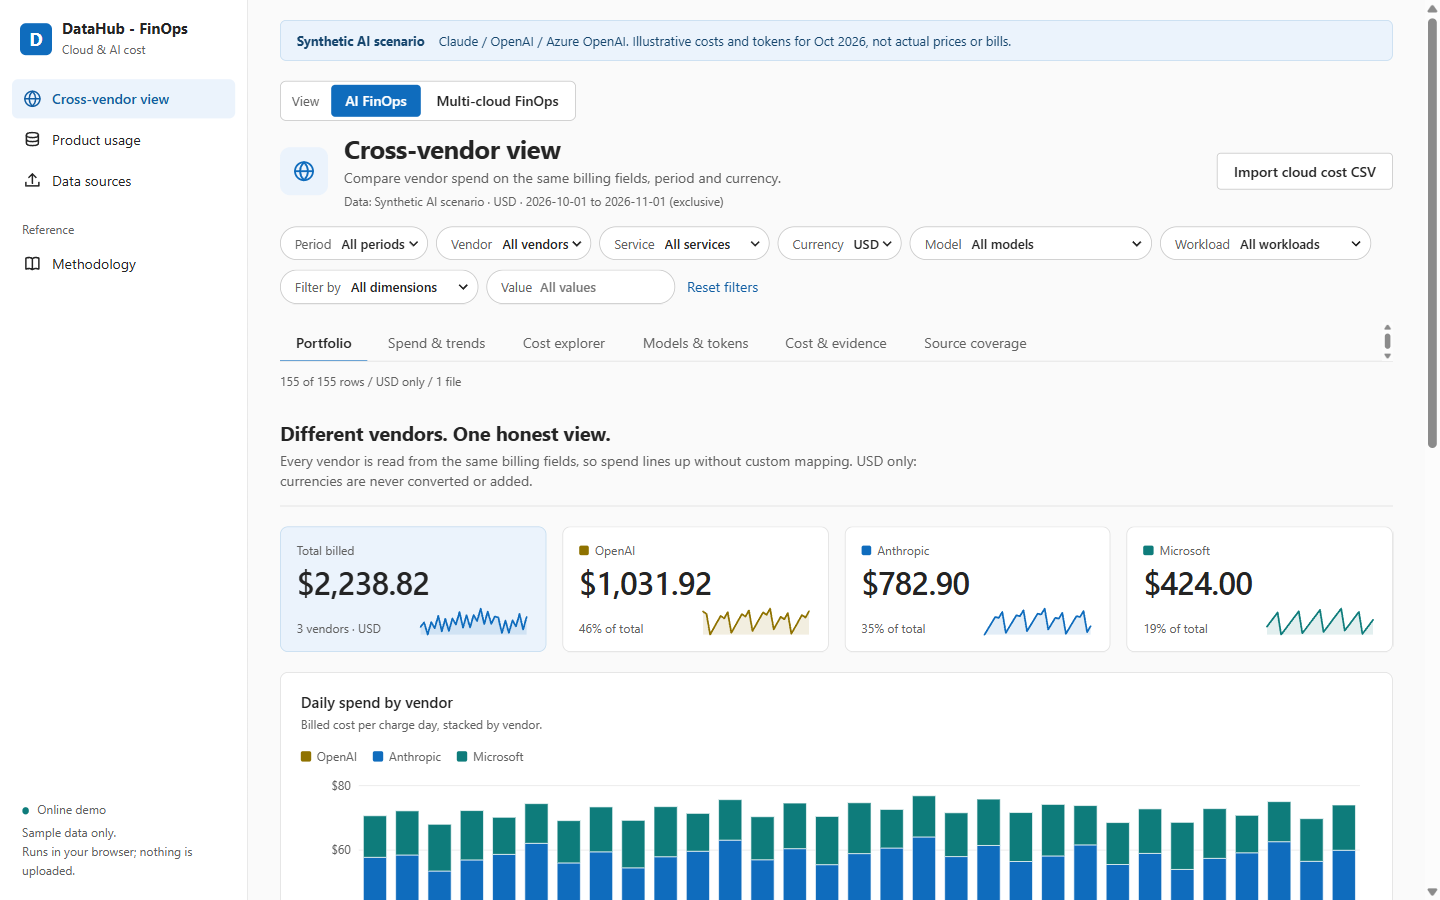 D
DataHub - FinOps
Cloud & AI cost
Cross-vendor view
Product usage
Data sources
Reference
Methodology
Online demo
Sample data only.
Runs in your browser; nothing is
uploaded.
Synthetic AI scenario Claude / OpenAI / Azure OpenAI. Illustrative costs and tokens for Oct 2026, not actual prices or bills.
View AI FinOps Multi-cloud FinOps
Cross-vendor view
Compare vendor spend on the same billing fields, period and currency.
Data: Synthetic AI scenario · USD · 2026-10-01 to 2026-11-01 (exclusive)
Import cloud cost CSV
Period All periods Vendor All vendors Service All services Currency USD Model All models Workload All workloads
Filter by All dimensions Value All values Reset filters
Portfolio Spend & trends Cost explorer Models & tokens Cost & evidence Source coverage
155 of 155 rows / USD only / 1 file
Different vendors. One honest view.
Every vendor is read from the same billing fields, so spend lines up without custom mapping. USD only:
currencies are never converted or added.
Total billed
$2,238.82
3 vendors · USD
OpenAI
$1,031.92
46% of total
Anthropic
$782.90
35% of total
Microsoft
$424.00
19% of total
Daily spend by vendor
Billed cost per charge day, stacked by vendor.
OpenAI Anthropic Microsoft
$80
$60